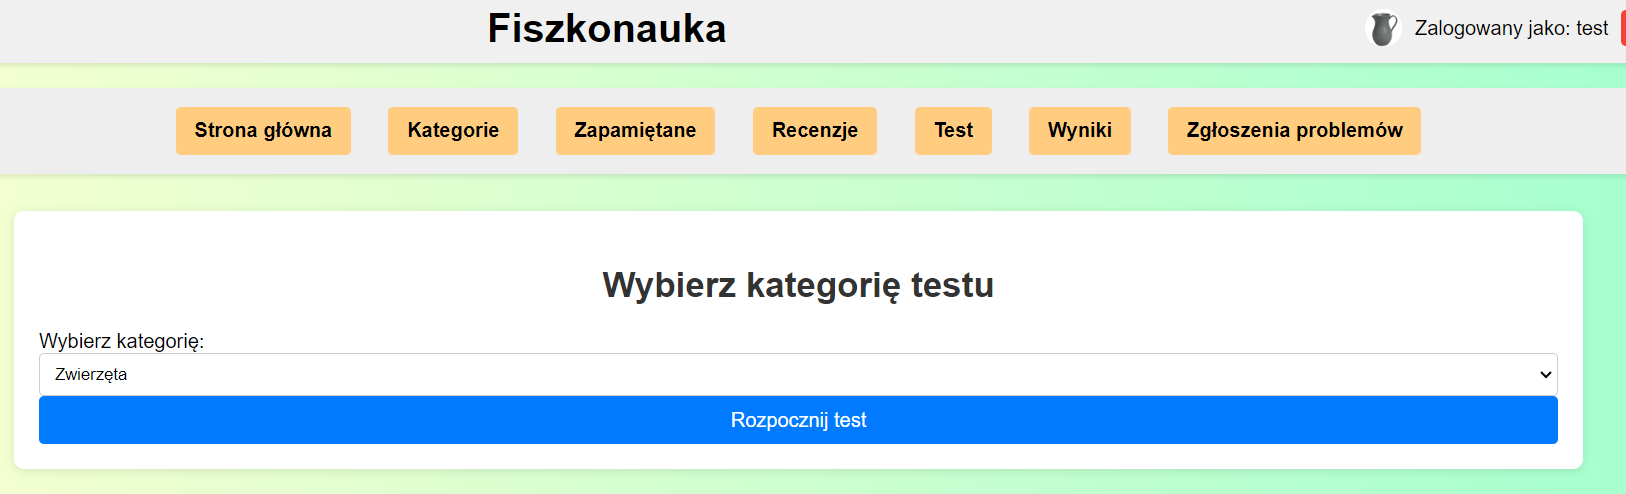 Fiszkonauka
Zalogowany jako: test
Strona główna
Kategorie
Zapamiętane
Recenzje
Test
Wyniki
Zgłoszenia problemów
Wybierz kategorię testu
Wybierz kategorię:
Zwierzęta
Rozpocznij test